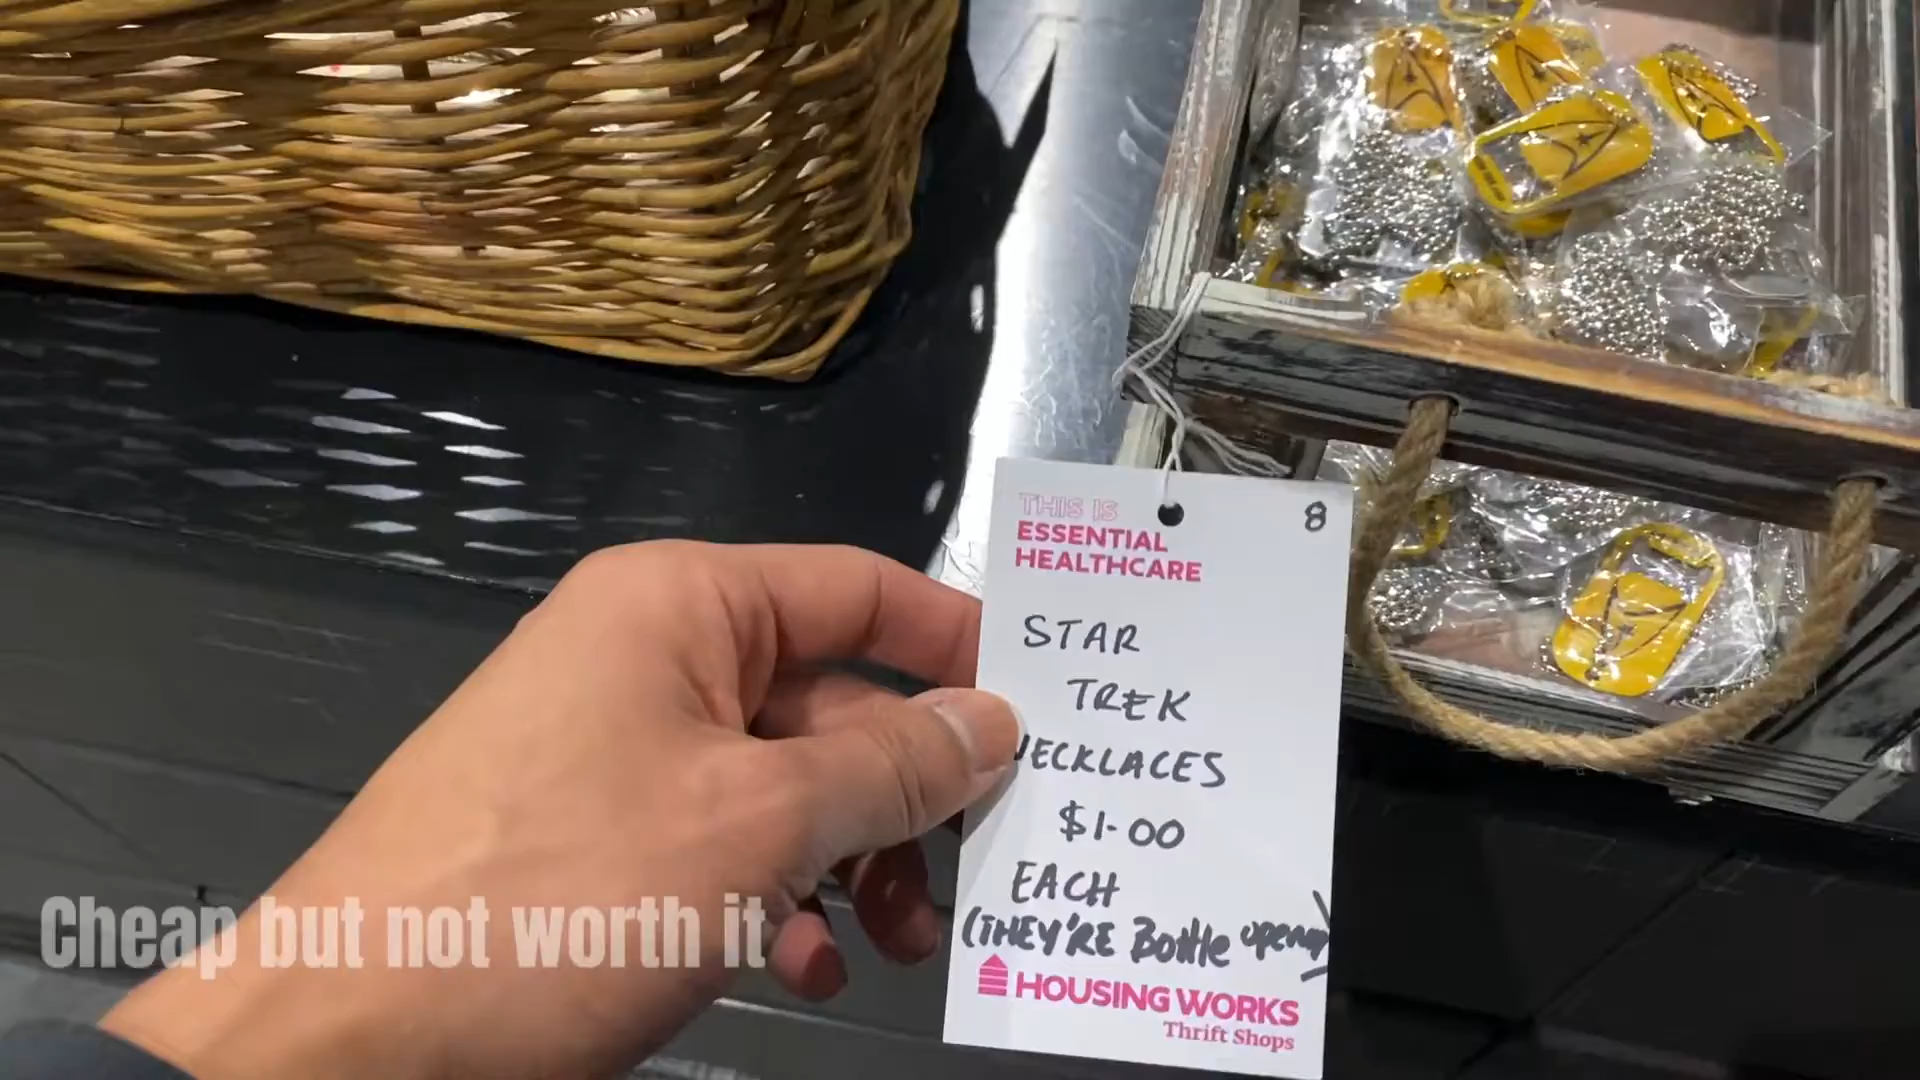 THIS IS
ESSENTIAL
HEALTHCARE
8
STAR
TREK
NECKLACES
$1.00
EACH
(THEY'RE Bottle openers)
HOUSING WORKS
Thrift Shops
Cheap but not worth it